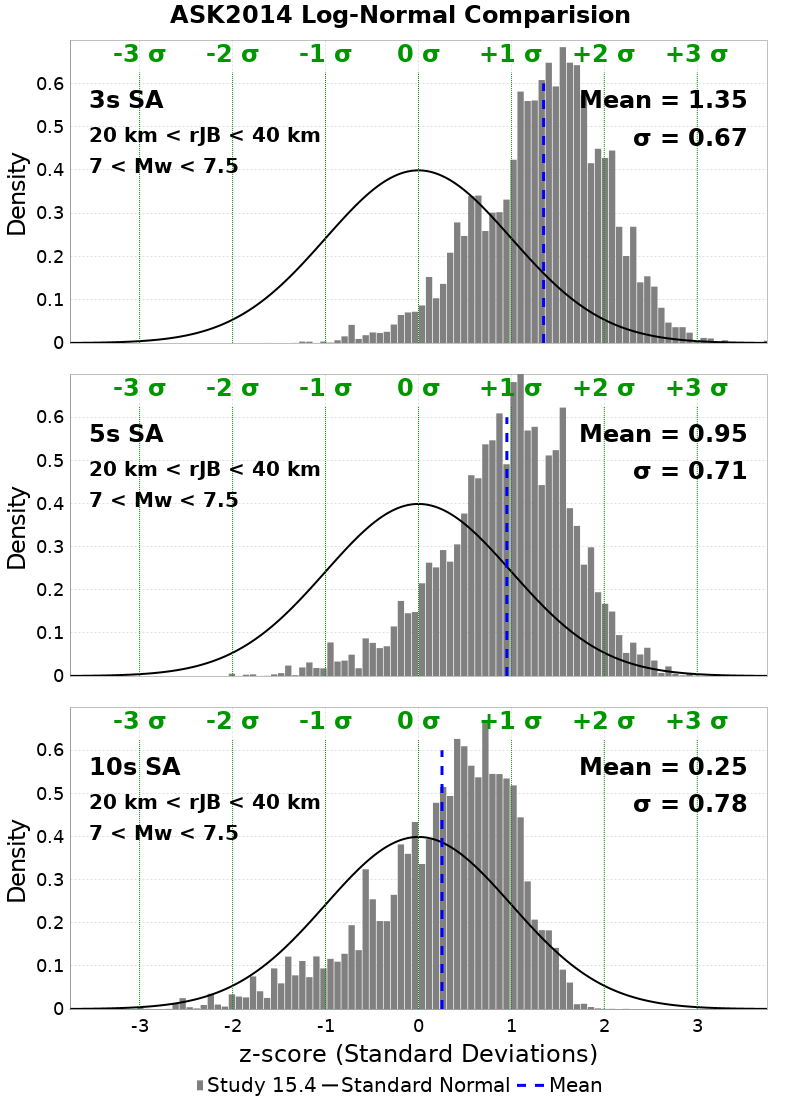 ASK2014 Log-Normal Comparision
-3 σ -2 σ -1 σ 0 σ +1 σ +2 σ +3 σ
0.6
0.5
0.4
0.3
0.2
0.1
0
Density
3s SA
20 km < rJB < 40 km
7 < Mw < 7.5
Mean = 1.35
σ = 0.67
-3 σ -2 σ -1 σ 0 σ +1 σ +2 σ +3 σ
0.6
0.5
0.4
0.3
0.2
0.1
0
Density
5s SA
20 km < rJB < 40 km
7 < Mw < 7.5
Mean = 0.95
σ = 0.71
-3 σ -2 σ -1 σ 0 σ +1 σ +2 σ +3 σ
0.6
0.5
0.4
0.3
0.2
0.1
0
Density
10s SA
20 km < rJB < 40 km
7 < Mw < 7.5
Mean = 0.25
σ = 0.78
-3 -2 -1 0 1 2 3
z-score (Standard Deviations)
Study 15.4 Standard Normal Mean